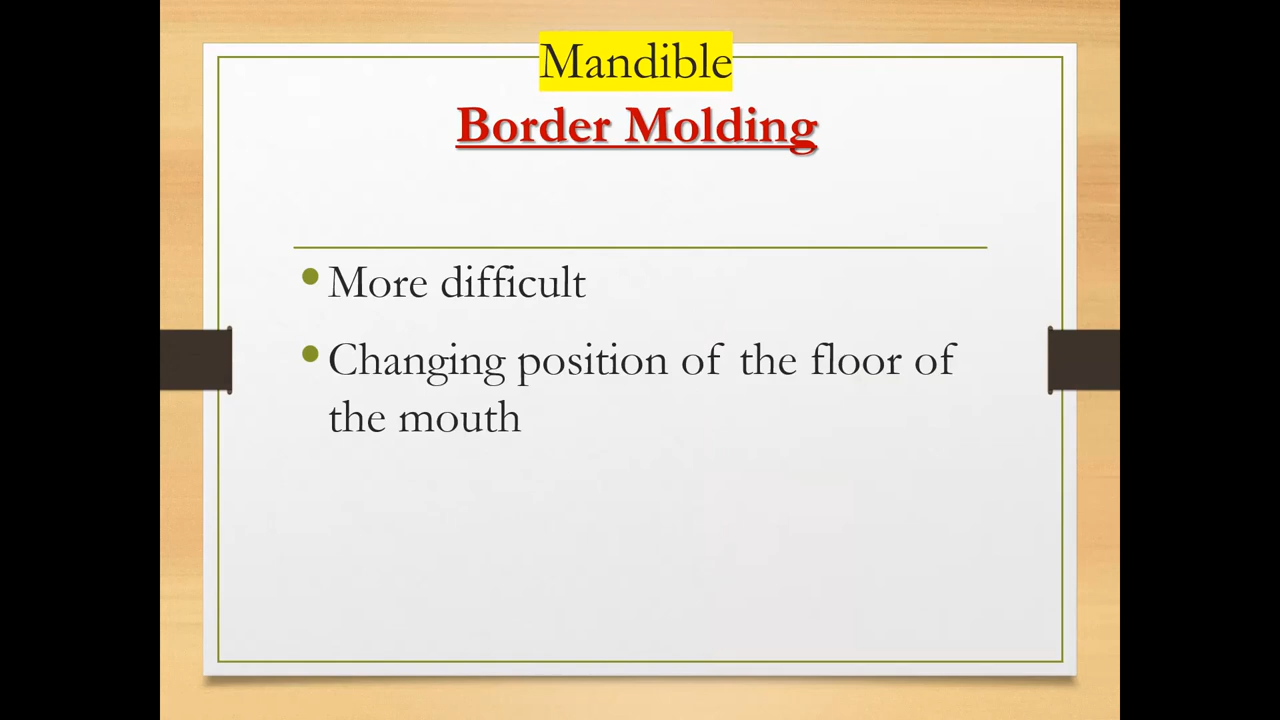 Mandible
Border Molding
• More difficult
• Changing position of the floor of
the mouth